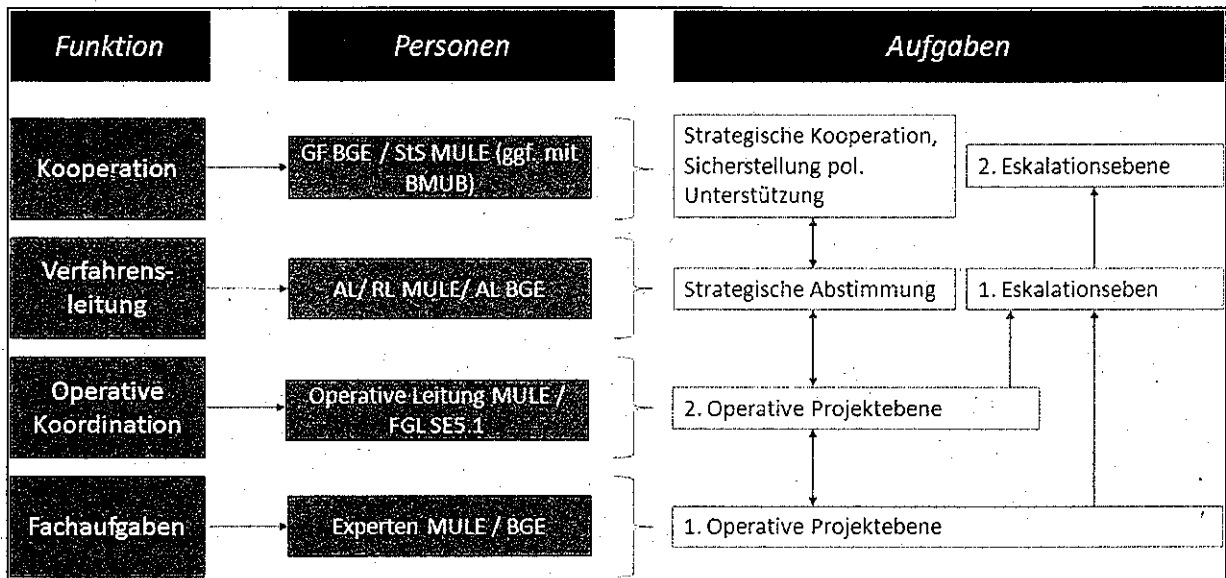 Funktion
Personen
Aufgaben
Kooperation
GF BGE / StS MULE (ggf. mit
BMUB)
Strategische Kooperation,
Sicherstellung pol.
Unterstützung
2. Eskalationsebene
Verfahrens-
leitung
AL/ RL MULE/ AL BGE
Strategische Abstimmung
1. Eskalationseben
Operative
Koordination
Operative Leitung MULE /
FGL SE5.1
2. Operative Projektebene
Fachaufgaben
Experten MULE / BGE
1. Operative Projektebene